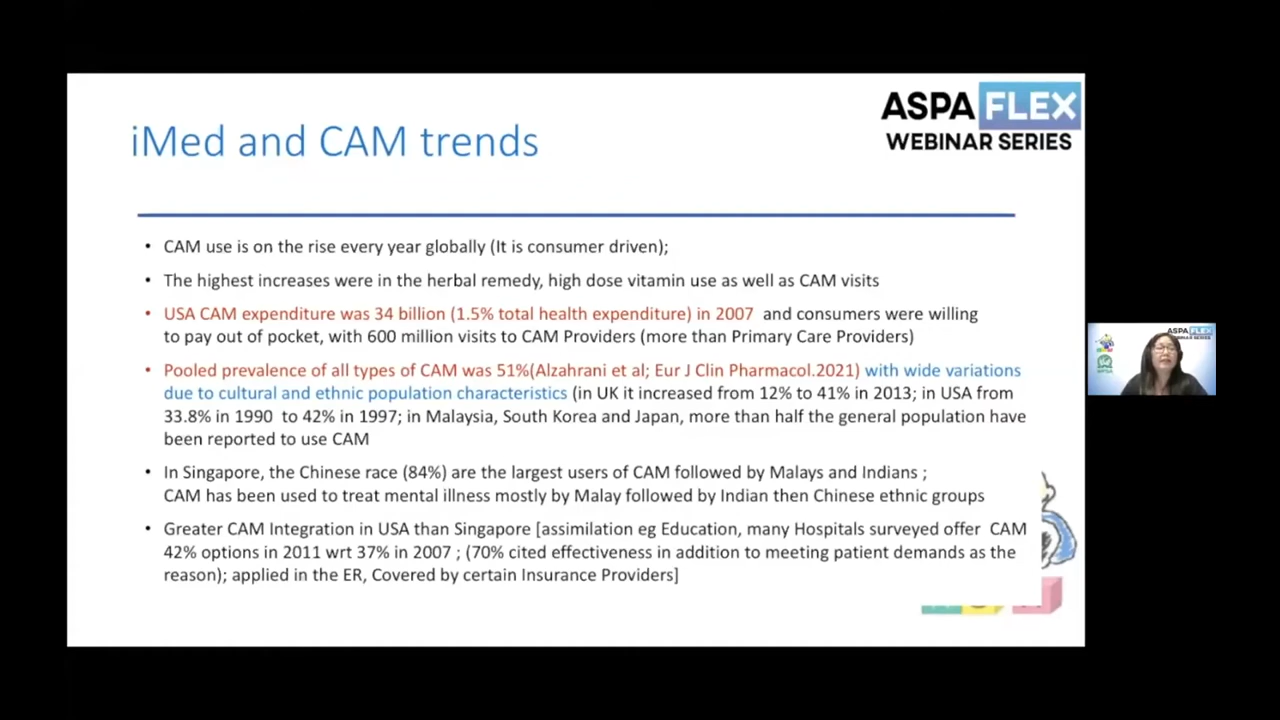 ASPA FLEX
WEBINAR SERIES
iMed and CAM trends
• CAM use is on the rise every year globally (It is consumer driven);
• The highest increases were in the herbal remedy, high dose vitamin use as well as CAM visits
• USA CAM expenditure was 34 billion (1.5% total health expenditure) in 2007 and consumers were willing
to pay out of pocket, with 600 million visits to CAM Providers (more than Primary Care Providers)
• Pooled prevalence of all types of CAM was 51%(Alzahrani et al; Eur J Clin Pharmacol.2021) with wide variations
due to cultural and ethnic population characteristics (in UK it increased from 12% to 41% in 2013; in USA from
33.8% in 1990 to 42% in 1997; in Malaysia, South Korea and Japan, more than half the general population have
been reported to use CAM
• In Singapore, the Chinese race (84%) are the largest users of CAM followed by Malays and Indians ;
CAM has been used to treat mental illness mostly by Malay followed by Indian then Chinese ethnic groups
• Greater CAM Integration in USA than Singapore [assimilation eg Education, many Hospitals surveyed offer CAM
42% options in 2011 wrt 37% in 2007 ; (70% cited effectiveness in addition to meeting patient demands as the
reason); applied in the ER, Covered by certain Insurance Providers]
ASPA FLEX
WEBINAR SERIES